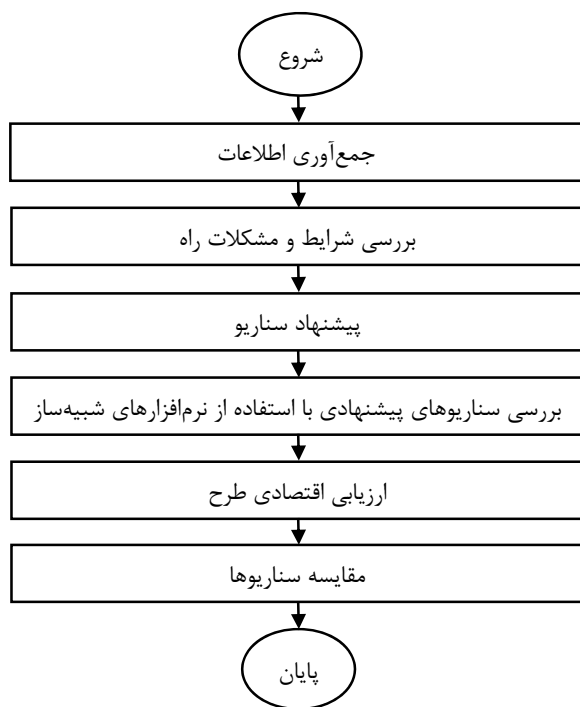 شروع
جمع‌آوری اطلاعات
بررسی شرایط و مشکلات راه
پیشنهاد سناریو
بررسی سناریوهای پیشنهادی با استفاده از نرم‌افزارهای شبیه‌ساز
ارزیابی اقتصادی طرح
مقایسه سناریوها
پایان